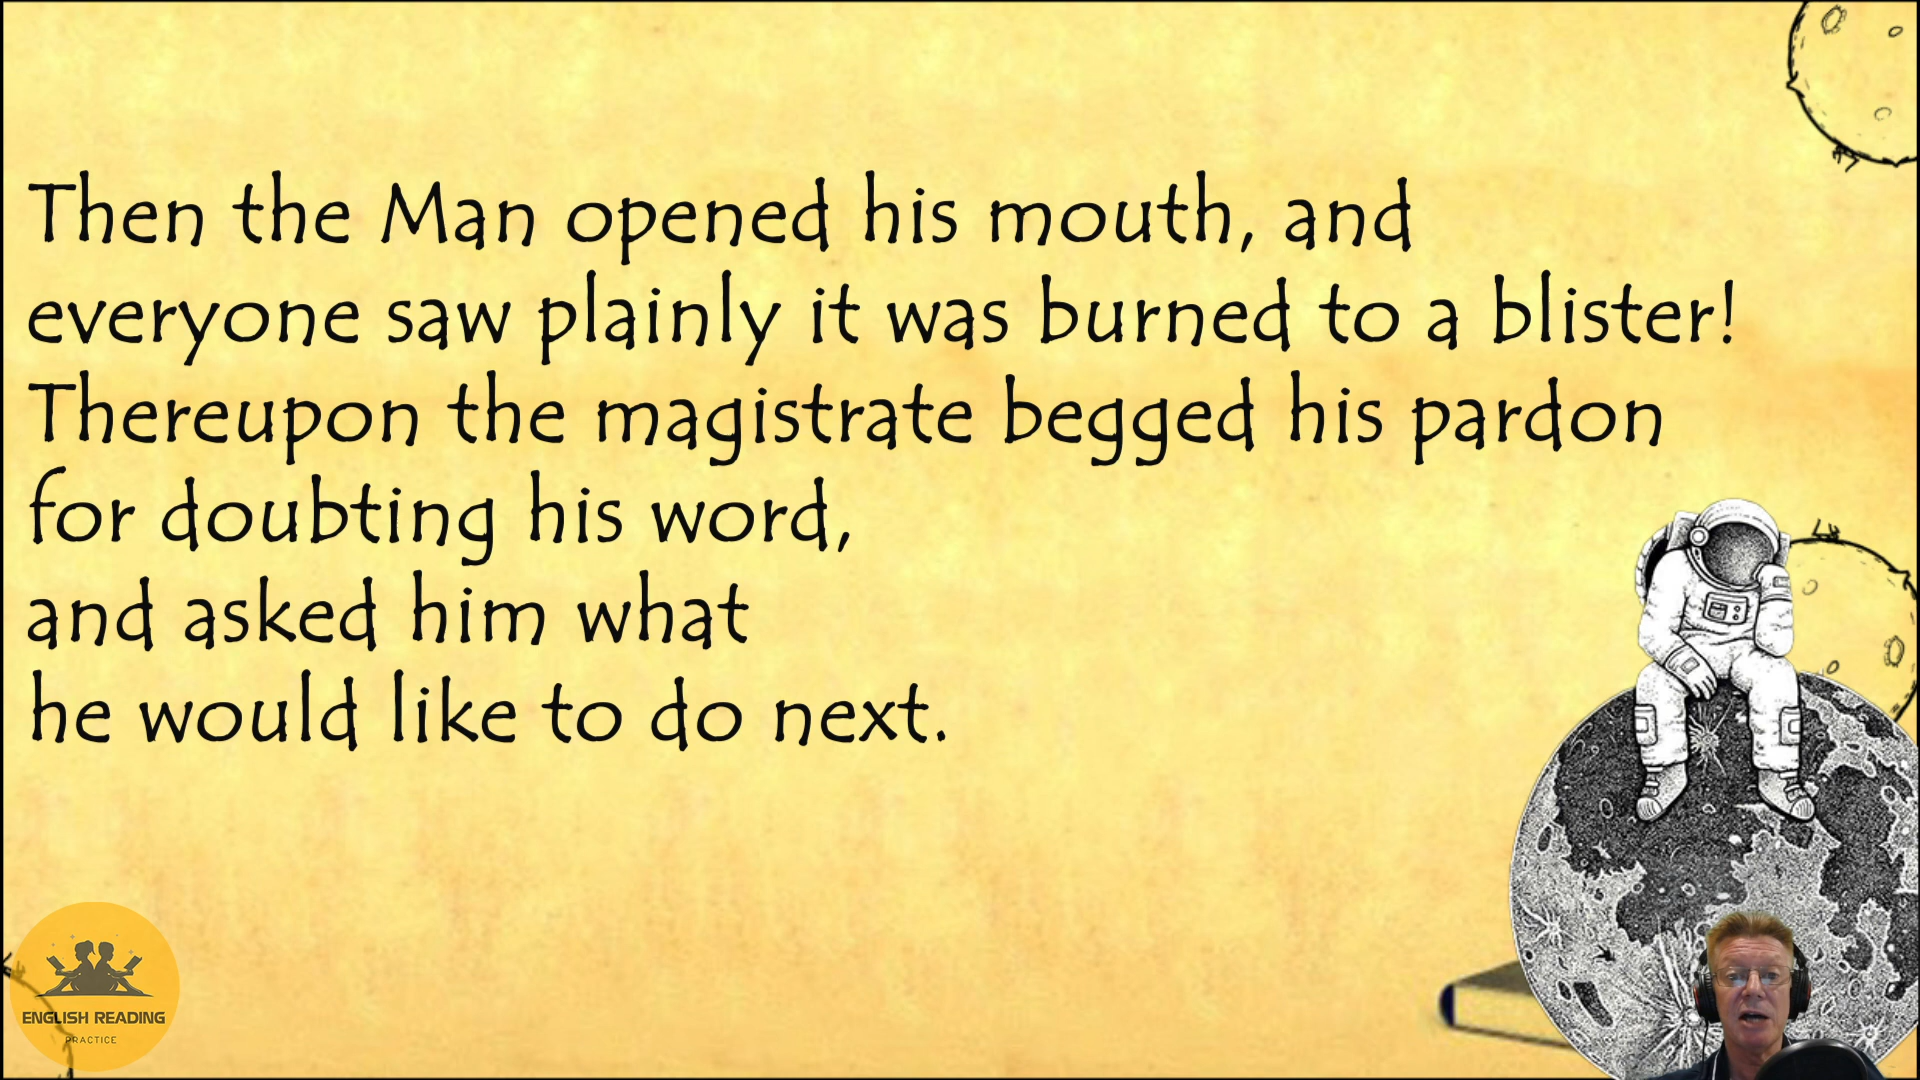 Then the Man opened his mouth, and
everyone saw plainly it was burned to a blister!
Thereupon the magistrate begged his pardon
for doubting his word,
and asked him what
he would like to do next.
ENGLISH READING
PRACTICE